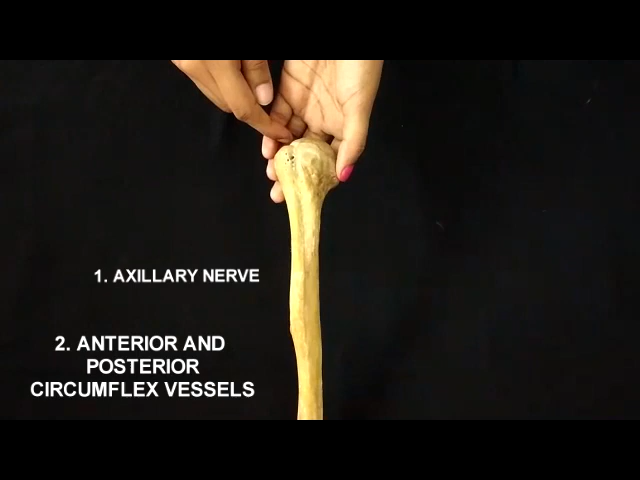 1. AXILLARY NERVE
2. ANTERIOR AND
POSTERIOR
CIRCUMFLEX VESSELS